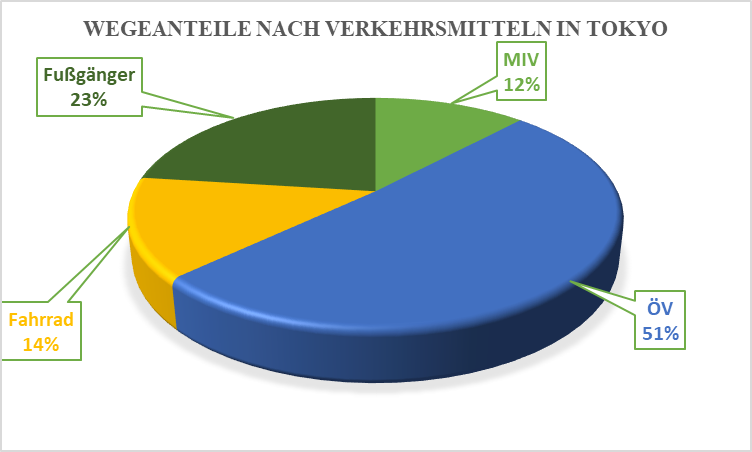 WEGEANTEILE NACH VERKEHRSMITTELN IN TOKYO
MIV
12%
Fußgänger
23%
ÖV
51%
Fahrrad
14%